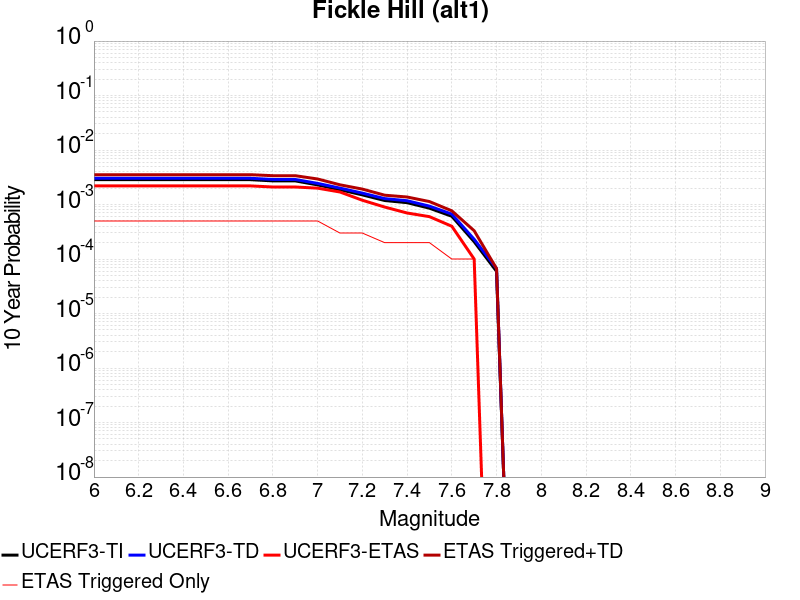 Fickle Hill (alt1)
10 0
10 -1
10 -2
10 -3
10 -4
10 -5
10 -6
10 -7
10 -8
10 Year Probability
6 6.2 6.4 6.6 6.8 7 7.2 7.4 7.6 7.8 8 8.2 8.4 8.6 8.8 9
Magnitude
UCERF3-TI UCERF3-TD UCERF3-ETAS ETAS Triggered+TD
ETAS Triggered Only